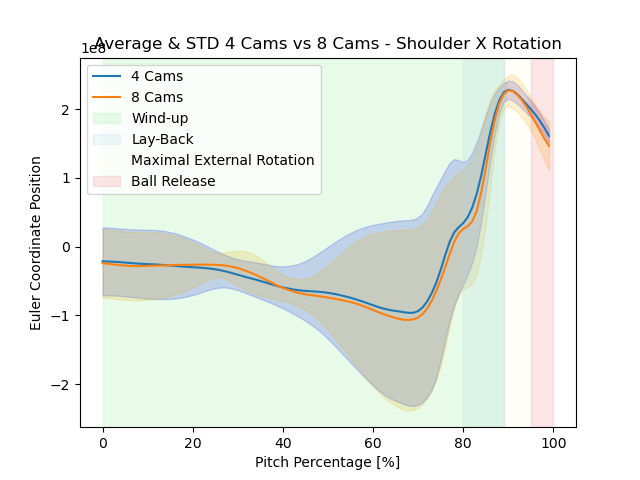 Average & STD 4 Cams vs 8 Cams - Shoulder X Rotation
1e8
4 Cams
8 Cams
Wind-up
Lay-Back
Maximal External Rotation
Ball Release
2
1
0
−1
−2
Euler Coordinate Position
0 20 40 60 80 100
Pitch Percentage [%]